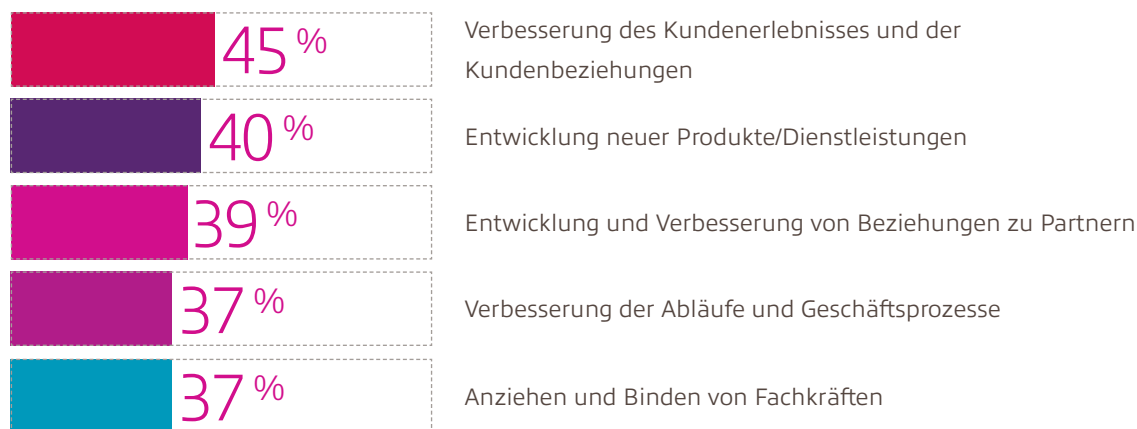 45 %
Verbesserung des Kundenerlebnisses und der
Kundenbeziehungen
40 %
Entwicklung neuer Produkte/Dienstleistungen
39 %
Entwicklung und Verbesserung von Beziehungen zu Partnern
37 %
Verbesserung der Abläufe und Geschäftsprozesse
37 %
Anziehen und Binden von Fachkräften